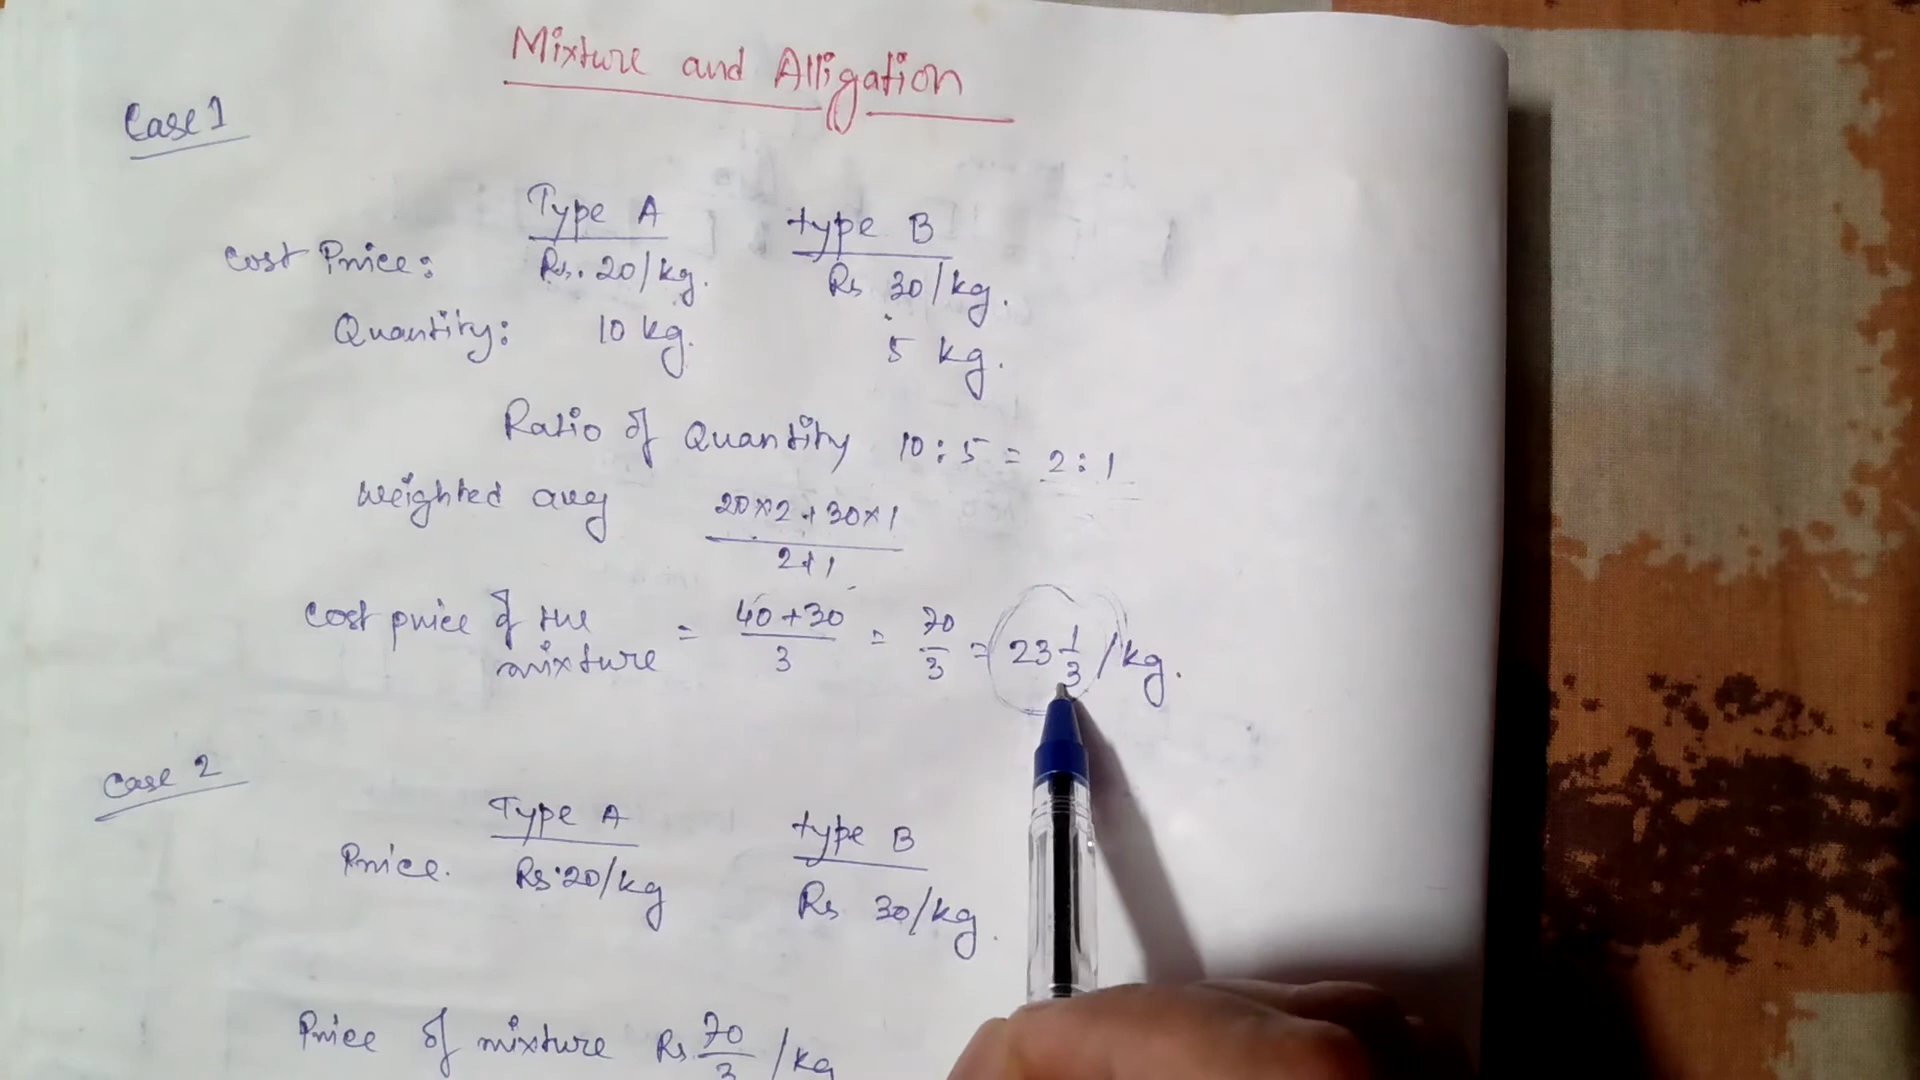 Mixture and Alligation
Case 1
Type A type B
Cost Price: Rs. 20/kg. Rs 30/kg.
Quantity: 10 kg. 5 kg.
Ratio of Quantity 10 : 5 = 2 : 1
Weighted avg 20×2+30×1
2+1
Cost price of the mixture = 40+30/3 = 70/3 = 23 1/3 /kg.
Case 2
Type A type B
Price. Rs. 20/kg Rs 30/kg.
Price of mixture Rs 70/3 /kg